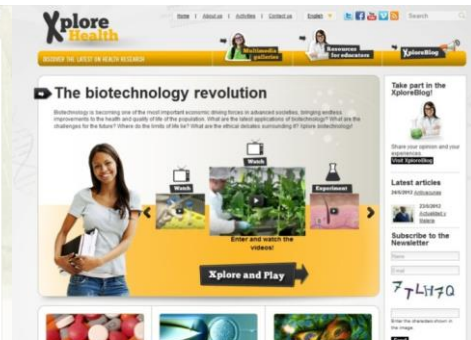 Xplore
Health
Home | About us | Activities | Contact us
English
Search
DISCOVER THE LATEST ON HEALTH RESEARCH
Multimedia
galleries
Resources
for educators
XploreBlog
The biotechnology revolution
Biotechnology is becoming one of the most important economic driving forces in advanced societies, bringing endless
improvements to the health and quality of life of the population. What are the latest applications of biotechnology? What are the
challenges for the future? Where do the limits of life lie? What are the ethical debates surrounding it? Xplore biotechnology!
Watch
Watch
Experiment
Enter and watch the
videos!
Xplore and Play
Take part in the
XploreBlog!
Share your opinion and your
experiences.
Visit XploreBlog
Latest articles
23/5/2012
Subscribe to the
Newsletter
Name
E-mail
Enter the characters shown in
the image.